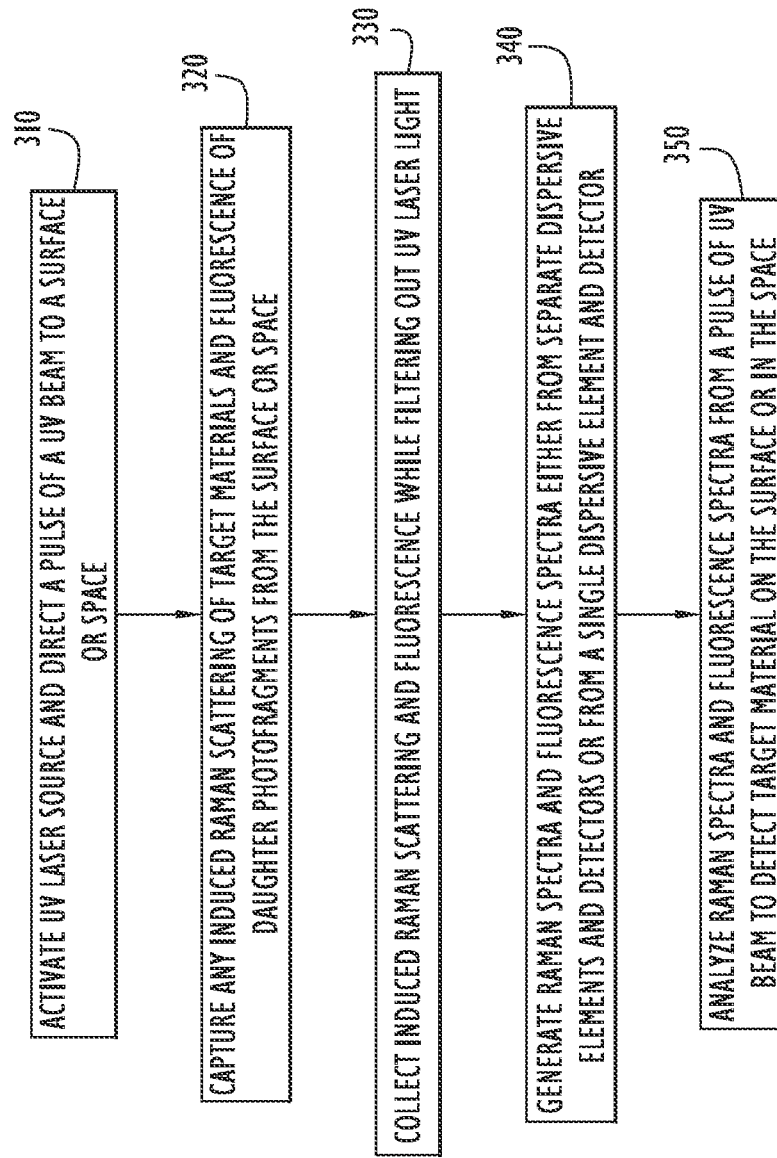 310
ACTIVATE UV LASER SOURCE AND DIRECT A PULSE OF A UV BEAM TO A SURFACE
OR SPACE
320
CAPTURE ANY INDUCED RAMAN SCATTERING OF TARGET MATERIALS AND FLUORESCENCE OF
DAUGHTER PHOTOFRAGMENTS FROM THE SURFACE OR SPACE
330
COLLECT INDUCED RAMAN SCATTERING AND FLUORESCENCE WHILE FILTERING OUT UV LASER LIGHT
340
GENERATE RAMAN SPECTRA AND FLUORESCENCE SPECTRA EITHER FROM SEPARATE DISPERSIVE
ELEMENTS AND DETECTORS OR FROM A SINGLE DISPERSIVE ELEMENT AND DETECTOR
350
ANALYZE RAMAN SPECTRA AND FLUORESCENCE SPECTRA FROM A PULSE OF UV
BEAM TO DETECT TARGET MATERIAL ON THE SURFACE OR IN THE SPACE